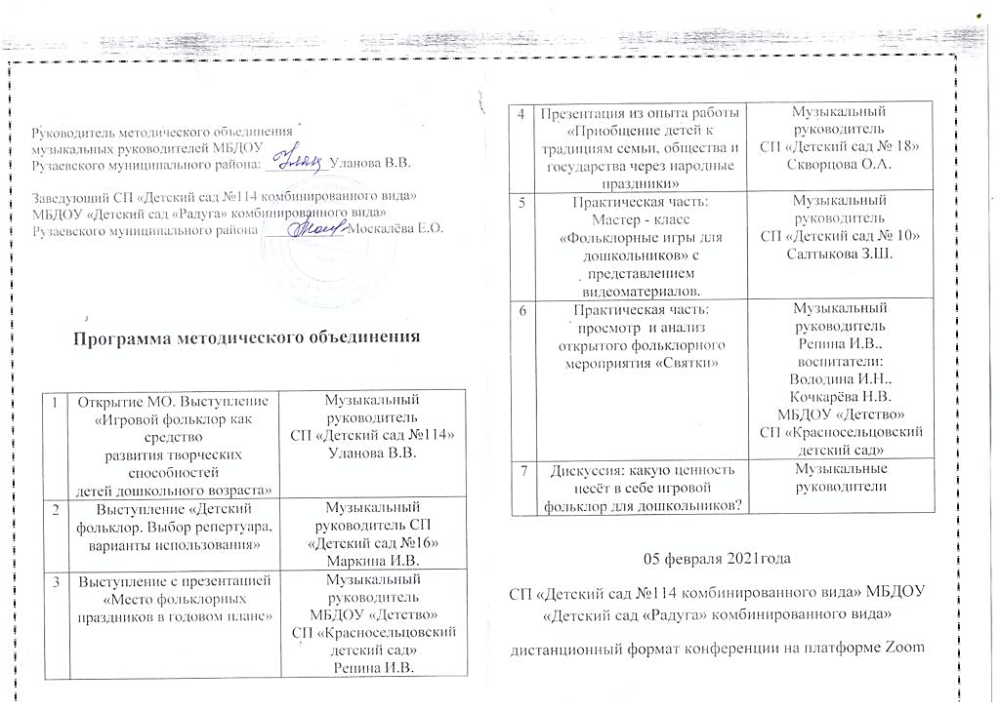 Руководитель методического объединения
музыкальных руководителей МБДОУ
Рузаевского муниципального района: Уланова В.В.
Заведующий СП «Детский сад №114 комбинированного вида»
МБДОУ «Детский сад «Радуга» комбинированного вида»
Рузаевского муниципального района Москалёва Е.О.
Программа методического объединения
1 Открытие МО. Выступление
«Игровой фольклор как
средство
развития творческих
способностей
детей дошкольного возраста»
Музыкальный
руководитель
СП «Детский сад №114»
Уланова В.В.
2 Выступление «Детский
фольклор. Выбор репертуара,
варианты использования»
Музыкальный
руководитель СП
«Детский сад №16»
Маркина И.В.
3 Выступление с презентацией
«Место фольклорных
праздников в годовом плане»
Музыкальный
руководитель
МБДОУ «Детство»
СП «Красносельцовский
детский сад»
Репина И.В.
4 Презентация из опыта работы
«Приобщение детей к
традициям семьи, общества и
государства через народные
праздники»
Музыкальный
руководитель
СП «Детский сад № 18»
Скворцова О.А.
5 Практическая часть:
Мастер - класс
«Фольклорные игры для
дошкольников» с
представлением
видеоматериалов.
Музыкальный
руководитель
СП «Детский сад № 10»
Салтыкова З.Ш.
6 Практическая часть:
просмотр и анализ
открытого фольклорного
мероприятия «Святки»
Музыкальный
руководитель
Репина И.В.,
воспитатели:
Володина И.Н.,
Кочкарёва Н.В.
МБДОУ «Детство»
СП «Красносельцовский
детский сад»
7 Дискуссия: какую ценность
несёт в себе игровой
фольклор для дошкольников?
Музыкальные
руководители
05 февраля 2021года
СП «Детский сад №114 комбинированного вида» МБДОУ
«Детский сад «Радуга» комбинированного вида»
дистанционный формат конференции на платформе Zoom